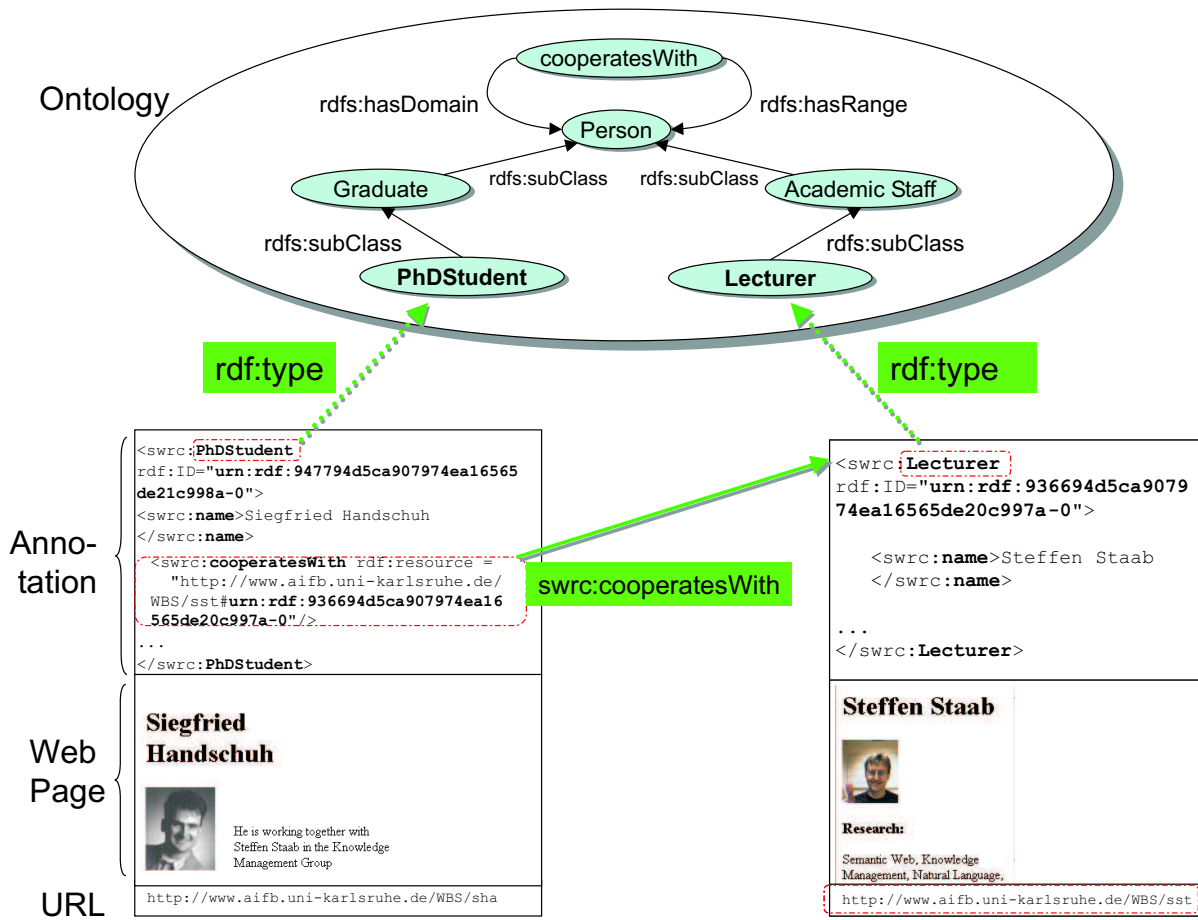 cooperatesWith
Ontology
rdfs:hasDomain
rdfs:hasRange
Person
rdfs:subClass
rdfs:subClass
Graduate
Academic Staff
rdfs:subClass
rdfs:subClass
PhDStudent
Lecturer
rdf:type
rdf:type
Anno-
tation
<swrc:PhDStudent
rdf:ID="urn:rdf:947794d5ca907974ea16565
de21c998a-0">
<swrc:name>Siegfried Handschuh
</swrc:name>
<swrc:cooperatesWith rdf:resource =
"http://www.aifb.uni-karlsruhe.de/
WBS/sst#urn:rdf:936694d5ca907974ea16
565de20c997a-0"/>
...
</swrc:PhDStudent>
swrc:cooperatesWith
<swrc:Lecturer
rdf:ID="urn:rdf:936694d5ca9079
74ea16565de20c997a-0">
<swrc:name>Steffen Staab
</swrc:name>
...
</swrc:Lecturer>
Web
Page
Siegfried
Handschuh
He is working together with
Steffen Staab in the Knowledge
Management Group
Steffen Staab
Research:
Semantic Web, Knowledge
Management, Natural Language,
URL
http://www.aifb.uni-karlsruhe.de/WBS/sha
http://www.aifb.uni-karlsruhe.de/WBS/sst